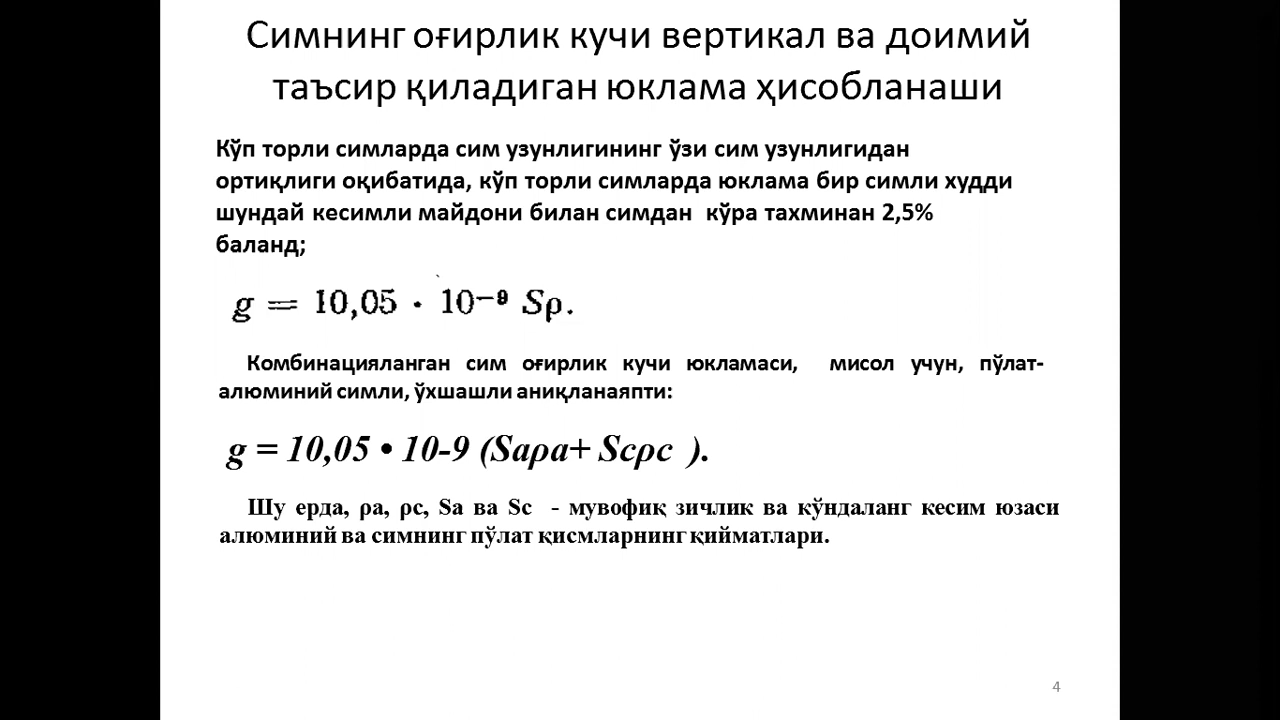 Симнинг оғирлик кучи вертикал ва доимий
таъсир қиладиган юклама ҳисобланаши
Кўп торли симларда сим узунлигининг ўзи сим узунлигидан
ортиқлиги оқибатида, кўп торли симларда юклама бир симли худди
шундай кесимли майдони билан симдан кўра тахминан 2,5%
баланд;
g = 10,05 · 10⁻⁹ Sρ.
Комбинацияланган сим оғирлик кучи юкламаси, мисол учун, пўлат-
алюминий симли, ўхшашли аниқланаяпти:
g = 10,05 • 10-9 (Saρa+ Scρc ).
Шу ерда, ρа, ρс, Sa ва Sc - мувофиқ зичлик ва кўндаланг кесим юзаси
алюминий ва симнинг пўлат қисмларнинг қийматлари.
4